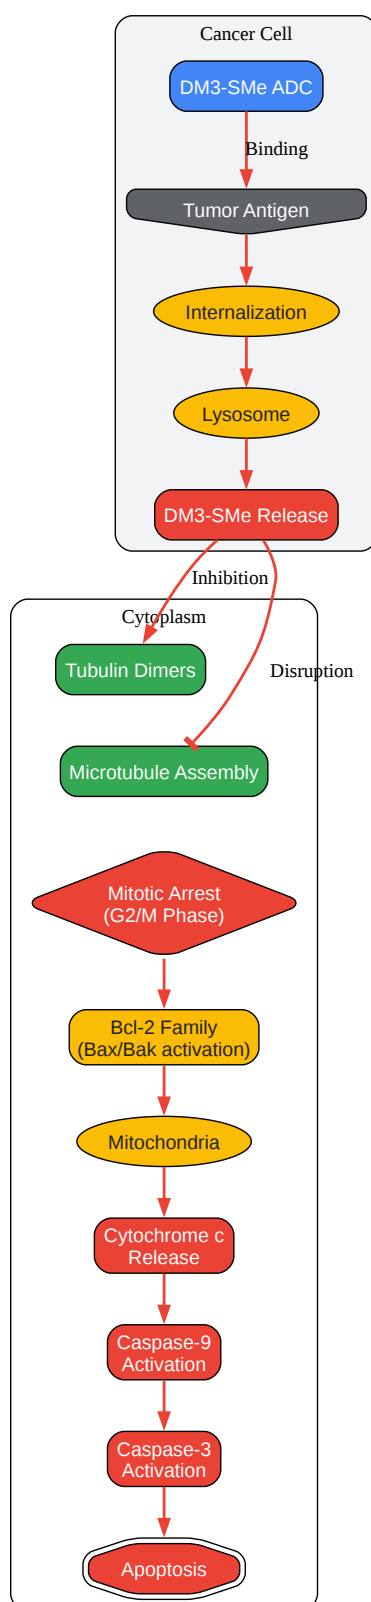 Cancer Cell
DM3-SMe ADC
Binding
Tumor Antigen
Internalization
Lysosome
DM3-SMe Release
Inhibition
Cytoplasm
Tubulin Dimers
Disruption
Microtubule Assembly
Mitotic Arrest
(G2/M Phase)
Bcl-2 Family
(Bax/Bak activation)
Mitochondria
Cytochrome c
Release
Caspase-9
Activation
Caspase-3
Activation
Apoptosis